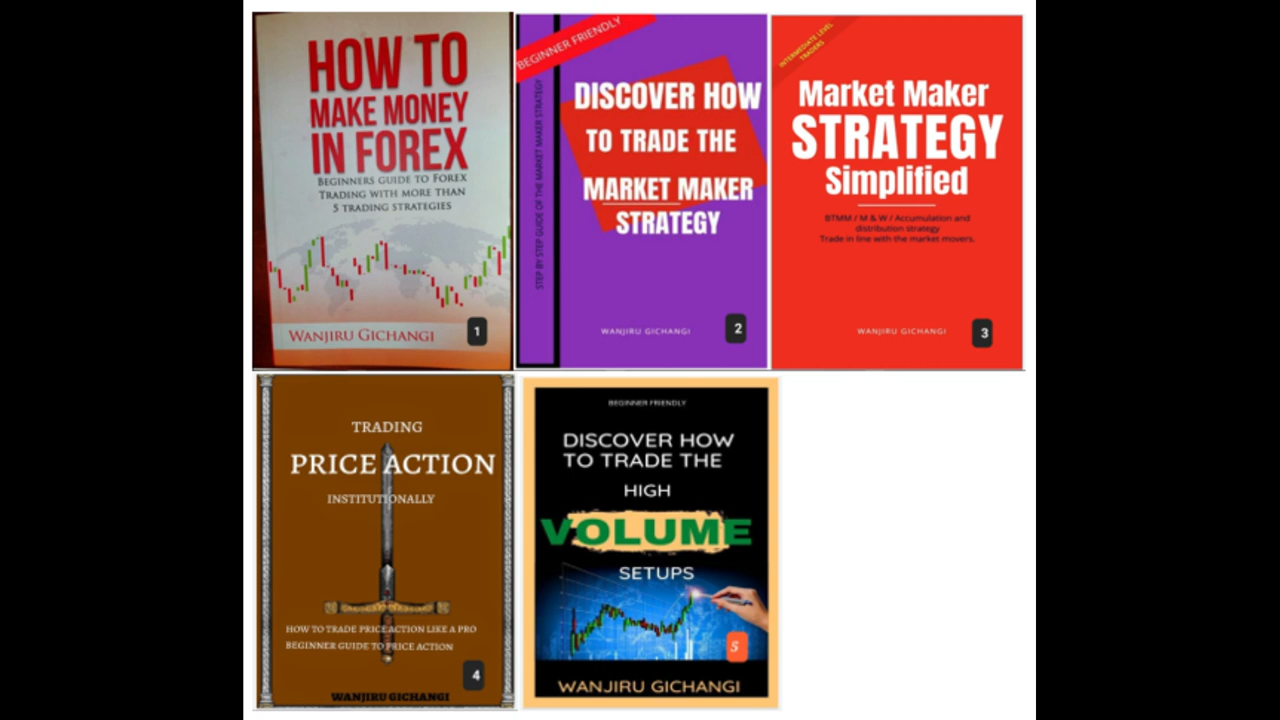 HOW TO
MAKE MONEY
IN FOREX
Beginners guide to Forex
Trading with more than
5 trading strategies
Wanjiru Gichangi
1
BEGINNER FRIENDLY
STEP BY STEP GUIDE OF THE MARKET MAKER STRATEGY
DISCOVER HOW
TO TRADE THE
MARKET MAKER
STRATEGY
WANJIRU GICHANGI
2
INTERMEDIATE LEVEL
TRADERS
Market Maker
STRATEGY
Simplified
BTMM / M & W / Accumulation and
distribution strategy
Trade in line with the market movers.
WANJIRU GICHANGI
3
TRADING
PRICE ACTION
INSTITUTIONALLY
HOW TO TRADE PRICE ACTION LIKE A PRO
BEGINNER GUIDE TO PRICE ACTION
4
WANJIRU GICHANGI
BEGINNER FRIENDLY
DISCOVER HOW
TO TRADE THE
HIGH
VOLUME
SETUPS
5
WANJIRU GICHANGI